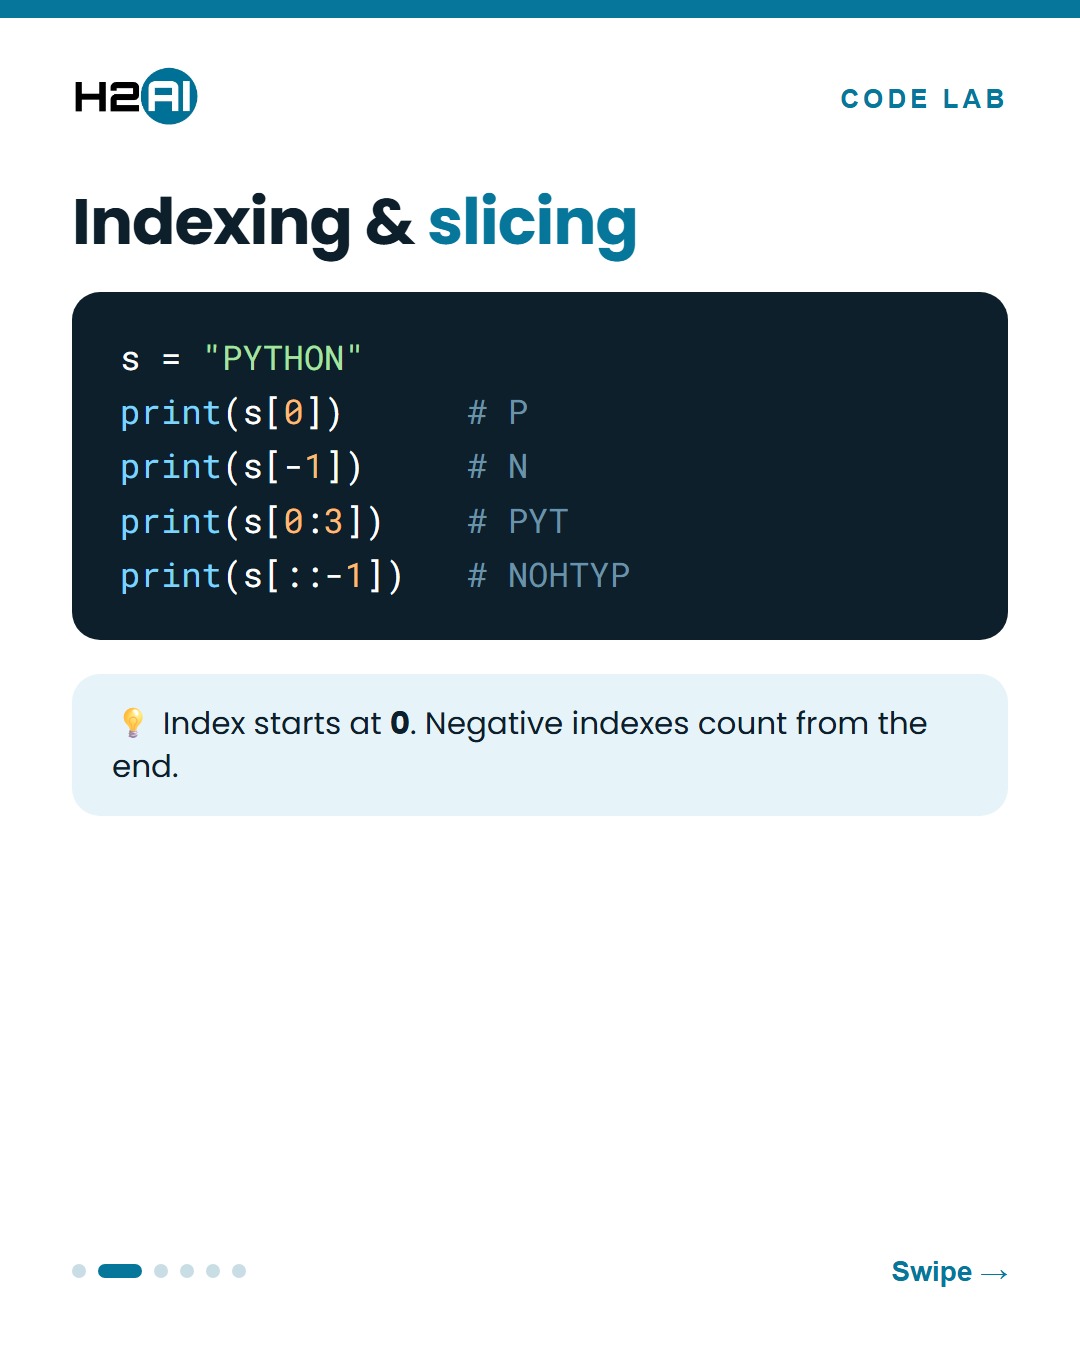 H2AI
CODE LAB
Indexing & slicing
s = "PYTHON"
print(s[0])      # P
print(s[-1])     # N
print(s[0:3])    # PYT
print(s[::-1])   # NOHTYP
💡 Index starts at 0. Negative indexes count from the
end.
Swipe →